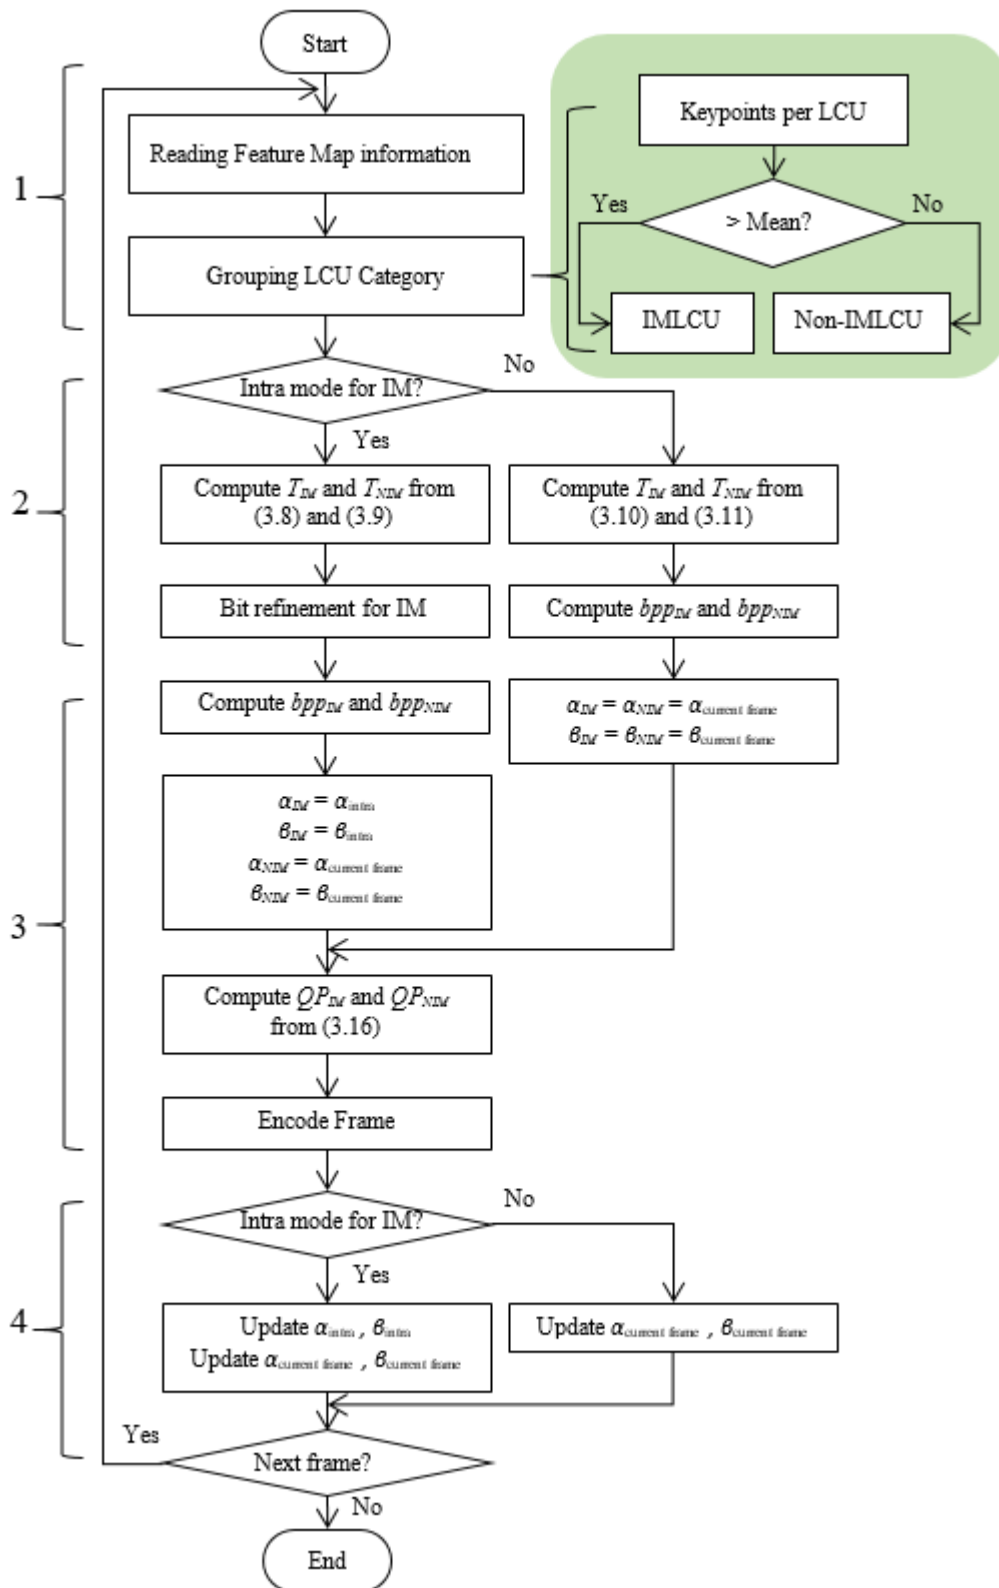 Start
1
Reading Feature Map information
Grouping LCU Category
Keypoints per LCU
> Mean?
Yes
No
IMLCU
Non-IMLCU
2
Intra mode for IM?
No
Yes
Compute T_IM and T_NIM from
(3.8) and (3.9)
Compute T_IM and T_NIM from
(3.10) and (3.11)
Bit refinement for IM
Compute bpp_IM and bpp_NIM
3
Compute bpp_IM and bpp_NIM
α_IM = α_NIM = α_current frame
β_IM = β_NIM = β_current frame
α_IM = α_intra
β_IM = β_intra
α_NIM = α_current frame
β_NIM = β_current frame
Compute QP_IM and QP_NIM
from (3.16)
Encode Frame
4
Intra mode for IM?
No
Yes
Update α_intra , β_intra
Update α_current frame , β_current frame
Update α_current frame , β_current frame
Next frame?
Yes
No
End